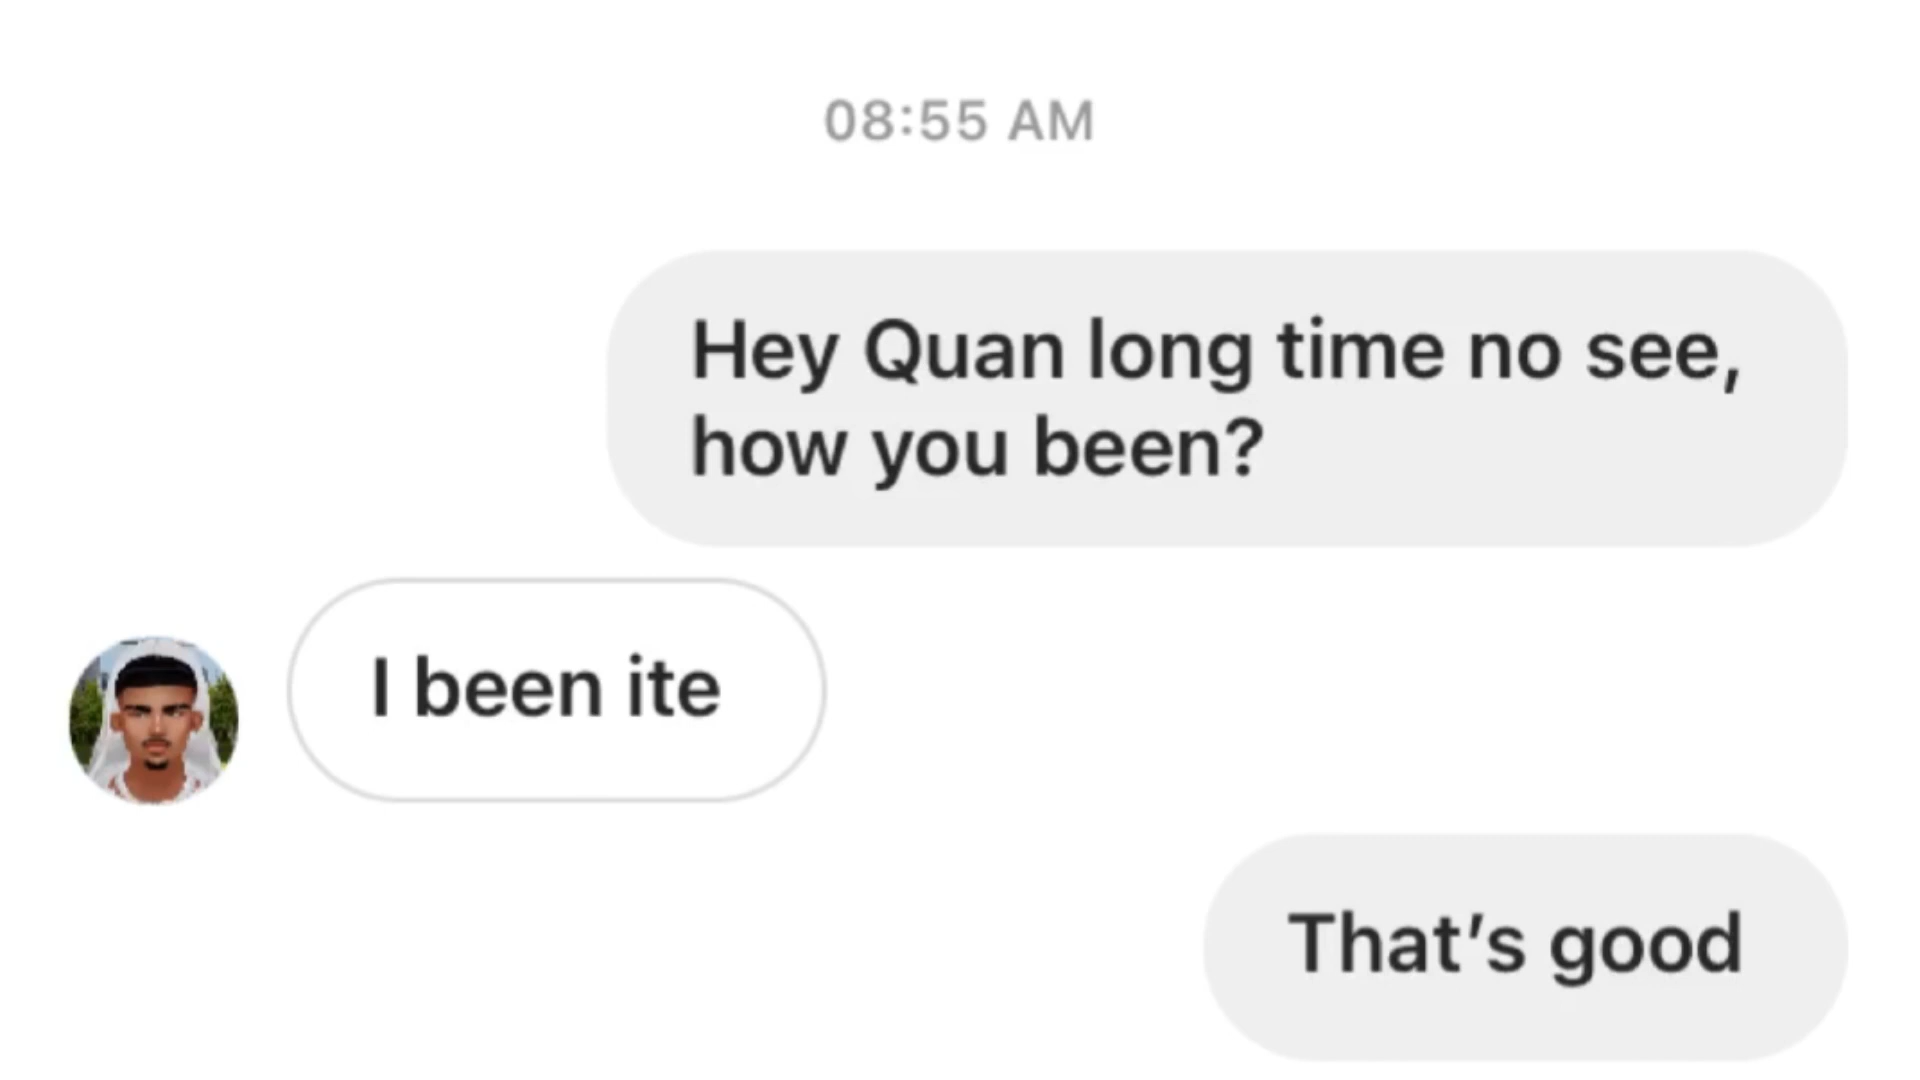 08:55 AM
Hey Quan long time no see,
how you been?
I been ite
That’s good